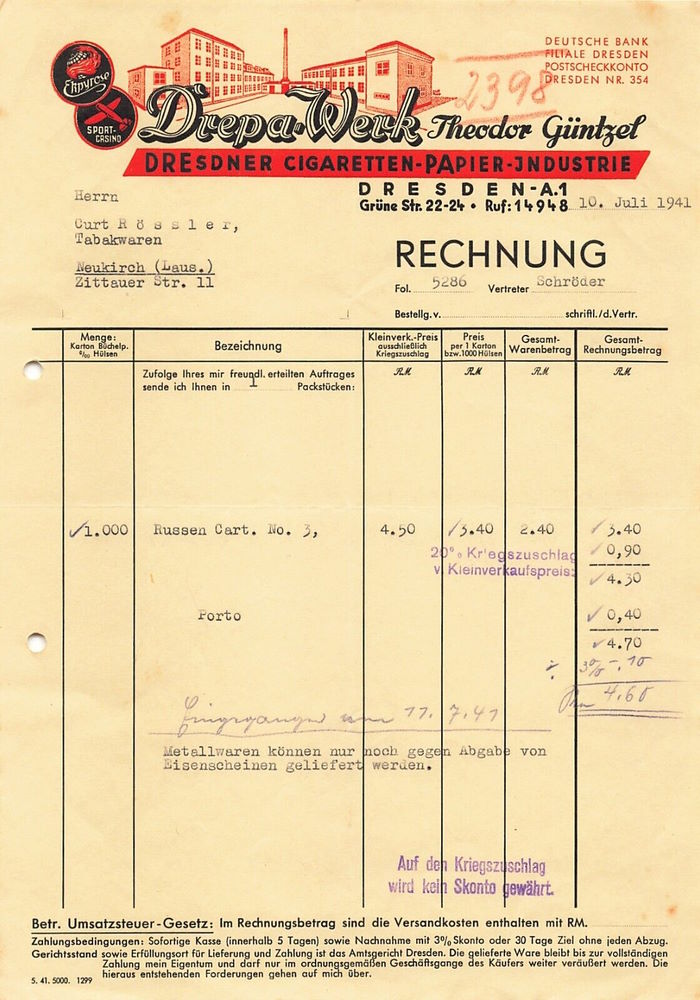 DEUTSCHE BANK
FILIALE DRESDEN
POSTSCHECKKONTO
DRESDEN NR. 354
2398
Ekpyrose
SPORT-CASINO
Drepa-Werk Theodor Güntzel
DRESDNER CIGARETTEN-PAPIER-JNDUSTRIE
DRESDEN-A.1
Grüne Str. 22-24 • Ruf: 14948 10. Juli 1941
Herrn
Curt Rössler,
Tabakwaren
Neukirch (Laus.)
Zittauer Str. 11
RECHNUNG
Fol. 5286 Vertreter Schröder
Bestellg. v. schriftl. /d. Vertr.
Menge: Karton Büchelp. ‰ Hülsen
Bezeichnung
Kleinverk.-Preis ausschließlich Kriegszuschlag
Preis per 1 Karton bzw. 1000 Hülsen
Gesamt-Warenbetrag
Gesamt-Rechnungsbetrag
Zufolge Ihres mir freundl. erteilten Auftrages
sende ich Ihnen in 1 Packstücken:
RM RM RM RM
1.000 Russen Cart. No. 3, 4.50 3.40 2.40 3.40
20% Kriegszuschlag 0,90
v. Kleinverkaufspreis: 4.30
Porto 0,40
4.70
÷ 3% -.10
4.60
Eingegangen am 11.7.41
Metallwaren können nur noch gegen Abgabe von
Eisenscheinen geliefert werden.
Auf den Kriegszuschlag
wird kein Skonto gewährt.
Betr. Umsatzsteuer-Gesetz: Im Rechnungsbetrag sind die Versandkosten enthalten mit RM.
Zahlungsbedingungen: Sofortige Kasse (innerhalb 5 Tagen) sowie Nachnahme mit 3% Skonto oder 30 Tage Ziel ohne jeden Abzug.
Gerichtsstand sowie Erfüllungsort für Lieferung und Zahlung ist das Amtsgericht Dresden. Die gelieferte Ware bleibt bis zur vollständigen
Zahlung mein Eigentum und darf nur im ordnungsgemäßen Geschäftsgange des Käufers weiter veräußert werden. Die
hieraus entstehenden Forderungen gehen auf mich über.
5. 41. 5000. 1299